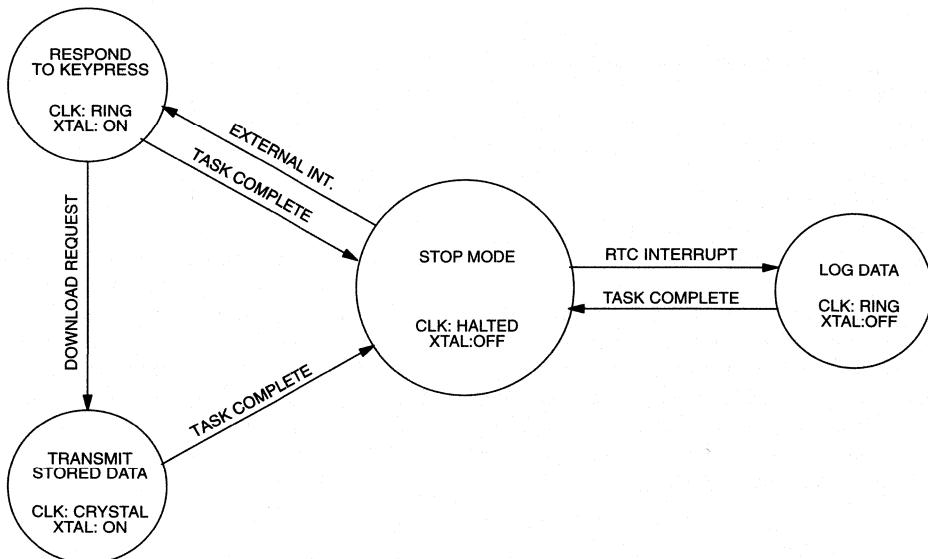 RESPOND
TO KEYPRESS
CLK: RING
XTAL: ON
EXTERNAL INT.
TASK COMPLETE
DOWNLOAD REQUEST
STOP MODE
CLK: HALTED
XTAL:OFF
RTC INTERRUPT
TASK COMPLETE
LOG DATA
CLK: RING
XTAL:OFF
TASK COMPLETE
TRANSMIT
STORED DATA
CLK: CRYSTAL
XTAL: ON